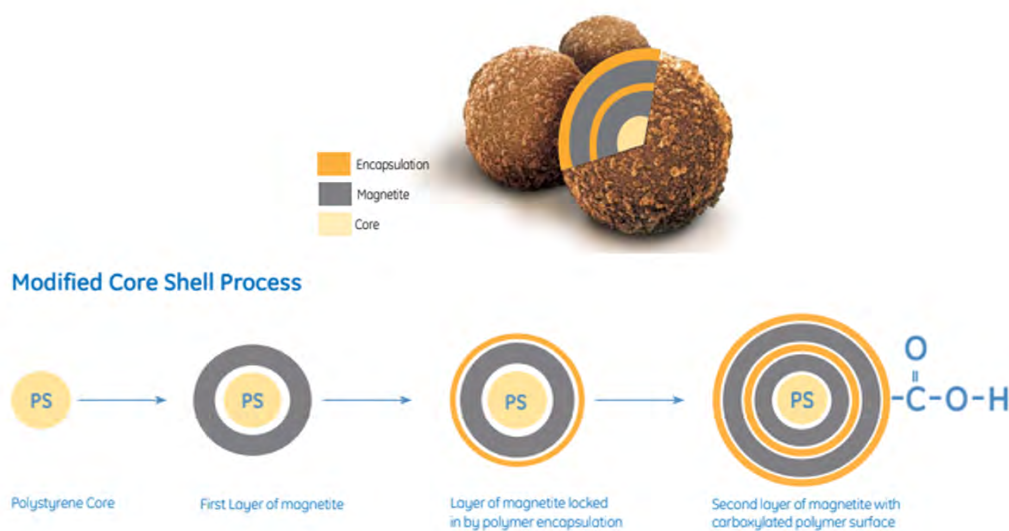 Encapsulation
Magnetite
Core
Modified Core Shell Process
PS
PS
PS
PS
O
=
-C-O-H
Polystyrene Core
First Layer of magnetite
Layer of magnetite locked
in by polymer encapsulation
Second layer of magnetite with
carboxylated polymer surface